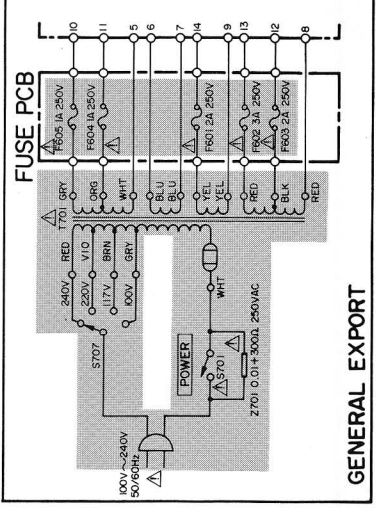 FUSE PCB
10
11
5
6
7
14
9
13
12
8
F605 1A 250V
F604 1A 250V
F601 2A 250V
F602 3A 250V
F603 2A 250V
T701
GRY
ORG
WHT
BLU
BLU
YEL
YEL
RED
BLK
RED
RED
VIO
BRN
GRY
240V
220V
117V
100V
S707
WHT
POWER
S701
Z701 0.01+300Ω 250VAC
100V~240V
50/60Hz
GENERAL EXPORT